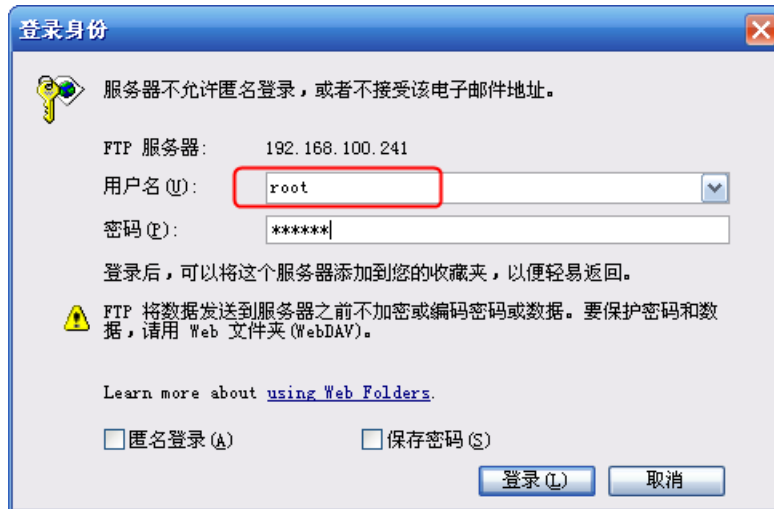 登录身份
服务器不允许匿名登录，或者不接受该电子邮件地址。
FTP 服务器: 192.168.100.241
用户名(U): root
密码(P): ******
登录后，可以将这个服务器添加到您的收藏夹，以便轻易返回。
FTP 将数据发送到服务器之前不加密或编码密码或数据。要保护密码和数
据，请用 Web 文件夹(WebDAV)。
Learn more about using Web Folders.
匿名登录(A) 保存密码(S)
登录(L) 取消